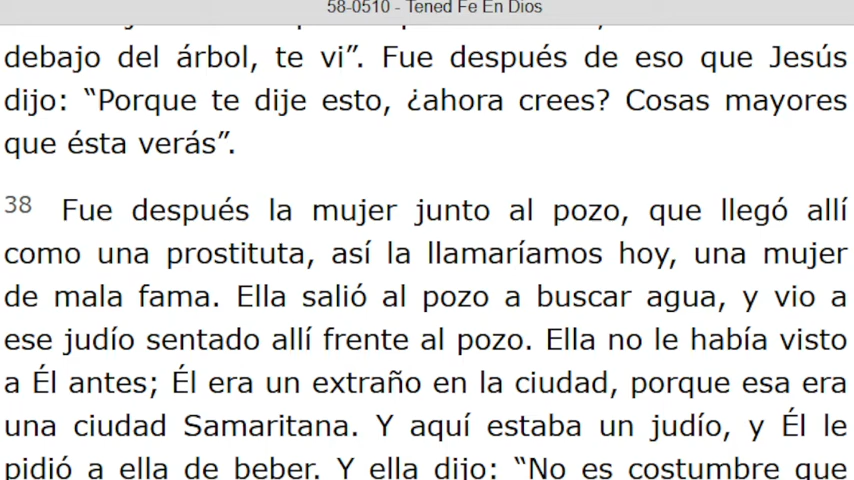 58-0510 - Tened Fe En Dios
debajo del árbol, te vi”. Fue después de eso que Jesús
dijo: “Porque te dije esto, ¿ahora crees? Cosas mayores
que ésta verás”.
38 Fue después la mujer junto al pozo, que llegó allí
como una prostituta, así la llamaríamos hoy, una mujer
de mala fama. Ella salió al pozo a buscar agua, y vio a
ese judío sentado allí frente al pozo. Ella no le había visto
a Él antes; Él era un extraño en la ciudad, porque esa era
una ciudad Samaritana. Y aquí estaba un judío, y Él le
pidió a ella de beber. Y ella dijo: “No es costumbre que